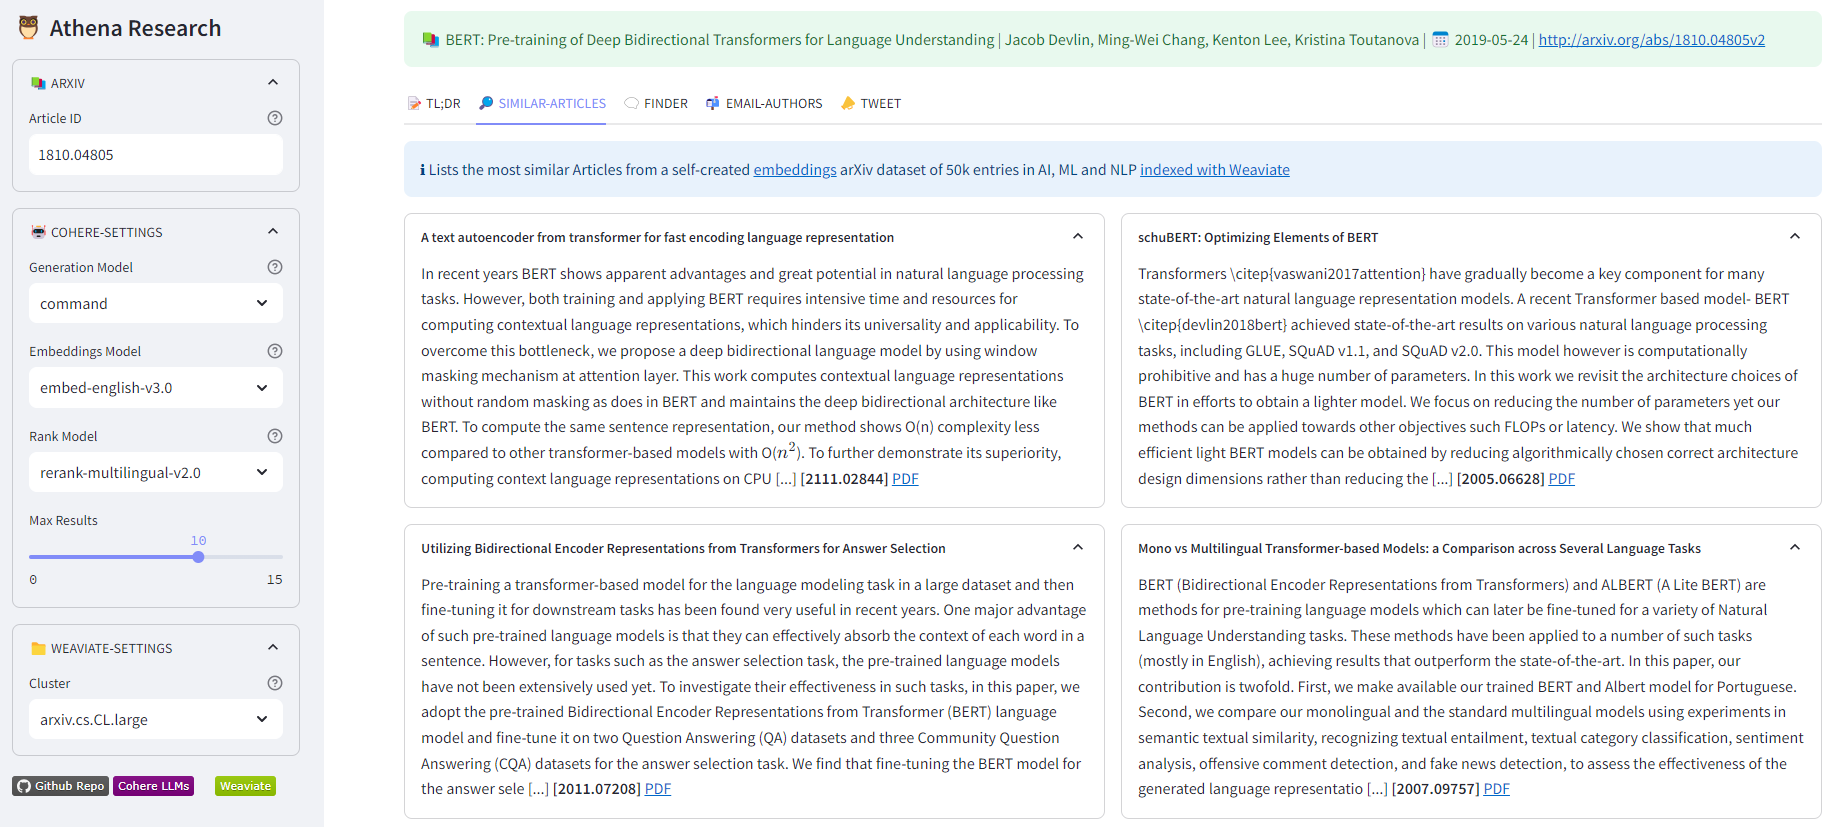 Athena Research
ARXIV
Article ID
1810.04805
COHERE-SETTINGS
Generation Model
command
Embeddings Model
embed-english-v3.0
Rank Model
rerank-multilingual-v2.0
Max Results
10
0 15
WEAVIATE-SETTINGS
Cluster
arxiv.cs.CL.large
Github Repo Cohere LLMs Weaviate
BERT: Pre-training of Deep Bidirectional Transformers for Language Understanding | Jacob Devlin, Ming-Wei Chang, Kenton Lee, Kristina Toutanova | 2019-05-24 | http://arxiv.org/abs/1810.04805v2
TL;DR SIMILAR-ARTICLES FINDER EMAIL-AUTHORS TWEET
ℹ Lists the most similar Articles from a self-created embeddings arXiv dataset of 50k entries in AI, ML and NLP indexed with Weaviate
A text autoencoder from transformer for fast encoding language representation
In recent years BERT shows apparent advantages and great potential in natural language processing
tasks. However, both training and applying BERT requires intensive time and resources for
computing contextual language representations, which hinders its universality and applicability. To
overcome this bottleneck, we propose a deep bidirectional language model by using window
masking mechanism at attention layer. This work computes contextual language representations
without random masking as does in BERT and maintains the deep bidirectional architecture like
BERT. To compute the same sentence representation, our method shows O(n) complexity less
compared to other transformer-based models with O(n²). To further demonstrate its superiority,
computing context language representations on CPU [...] [2111.02844] PDF
schuBERT: Optimizing Elements of BERT
Transformers \citep{vaswani2017attention} have gradually become a key component for many
state-of-the-art natural language representation models. A recent Transformer based model- BERT
\citep{devlin2018bert} achieved state-of-the-art results on various natural language processing
tasks, including GLUE, SQuAD v1.1, and SQuAD v2.0. This model however is computationally
prohibitive and has a huge number of parameters. In this work we revisit the architecture choices of
BERT in efforts to obtain a lighter model. We focus on reducing the number of parameters yet our
methods can be applied towards other objectives such FLOPs or latency. We show that much
efficient light BERT models can be obtained by reducing algorithmically chosen correct architecture
design dimensions rather than reducing the [...] [2005.06628] PDF
Utilizing Bidirectional Encoder Representations from Transformers for Answer Selection
Pre-training a transformer-based model for the language modeling task in a large dataset and then
fine-tuning it for downstream tasks has been found very useful in recent years. One major advantage
of such pre-trained language models is that they can effectively absorb the context of each word in a
sentence. However, for tasks such as the answer selection task, the pre-trained language models
have not been extensively used yet. To investigate their effectiveness in such tasks, in this paper, we
adopt the pre-trained Bidirectional Encoder Representations from Transformer (BERT) language
model and fine-tune it on two Question Answering (QA) datasets and three Community Question
Answering (CQA) datasets for the answer selection task. We find that fine-tuning the BERT model for
the answer sele [...] [2011.07208] PDF
Mono vs Multilingual Transformer-based Models: a Comparison across Several Language Tasks
BERT (Bidirectional Encoder Representations from Transformers) and ALBERT (A Lite BERT) are
methods for pre-training language models which can later be fine-tuned for a variety of Natural
Language Understanding tasks. These methods have been applied to a number of such tasks
(mostly in English), achieving results that outperform the state-of-the-art. In this paper, our
contribution is twofold. First, we make available our trained BERT and Albert model for Portuguese.
Second, we compare our monolingual and the standard multilingual models using experiments in
semantic textual similarity, recognizing textual entailment, textual category classification, sentiment
analysis, offensive comment detection, and fake news detection, to assess the effectiveness of the
generated language representatio [...] [2007.09757] PDF